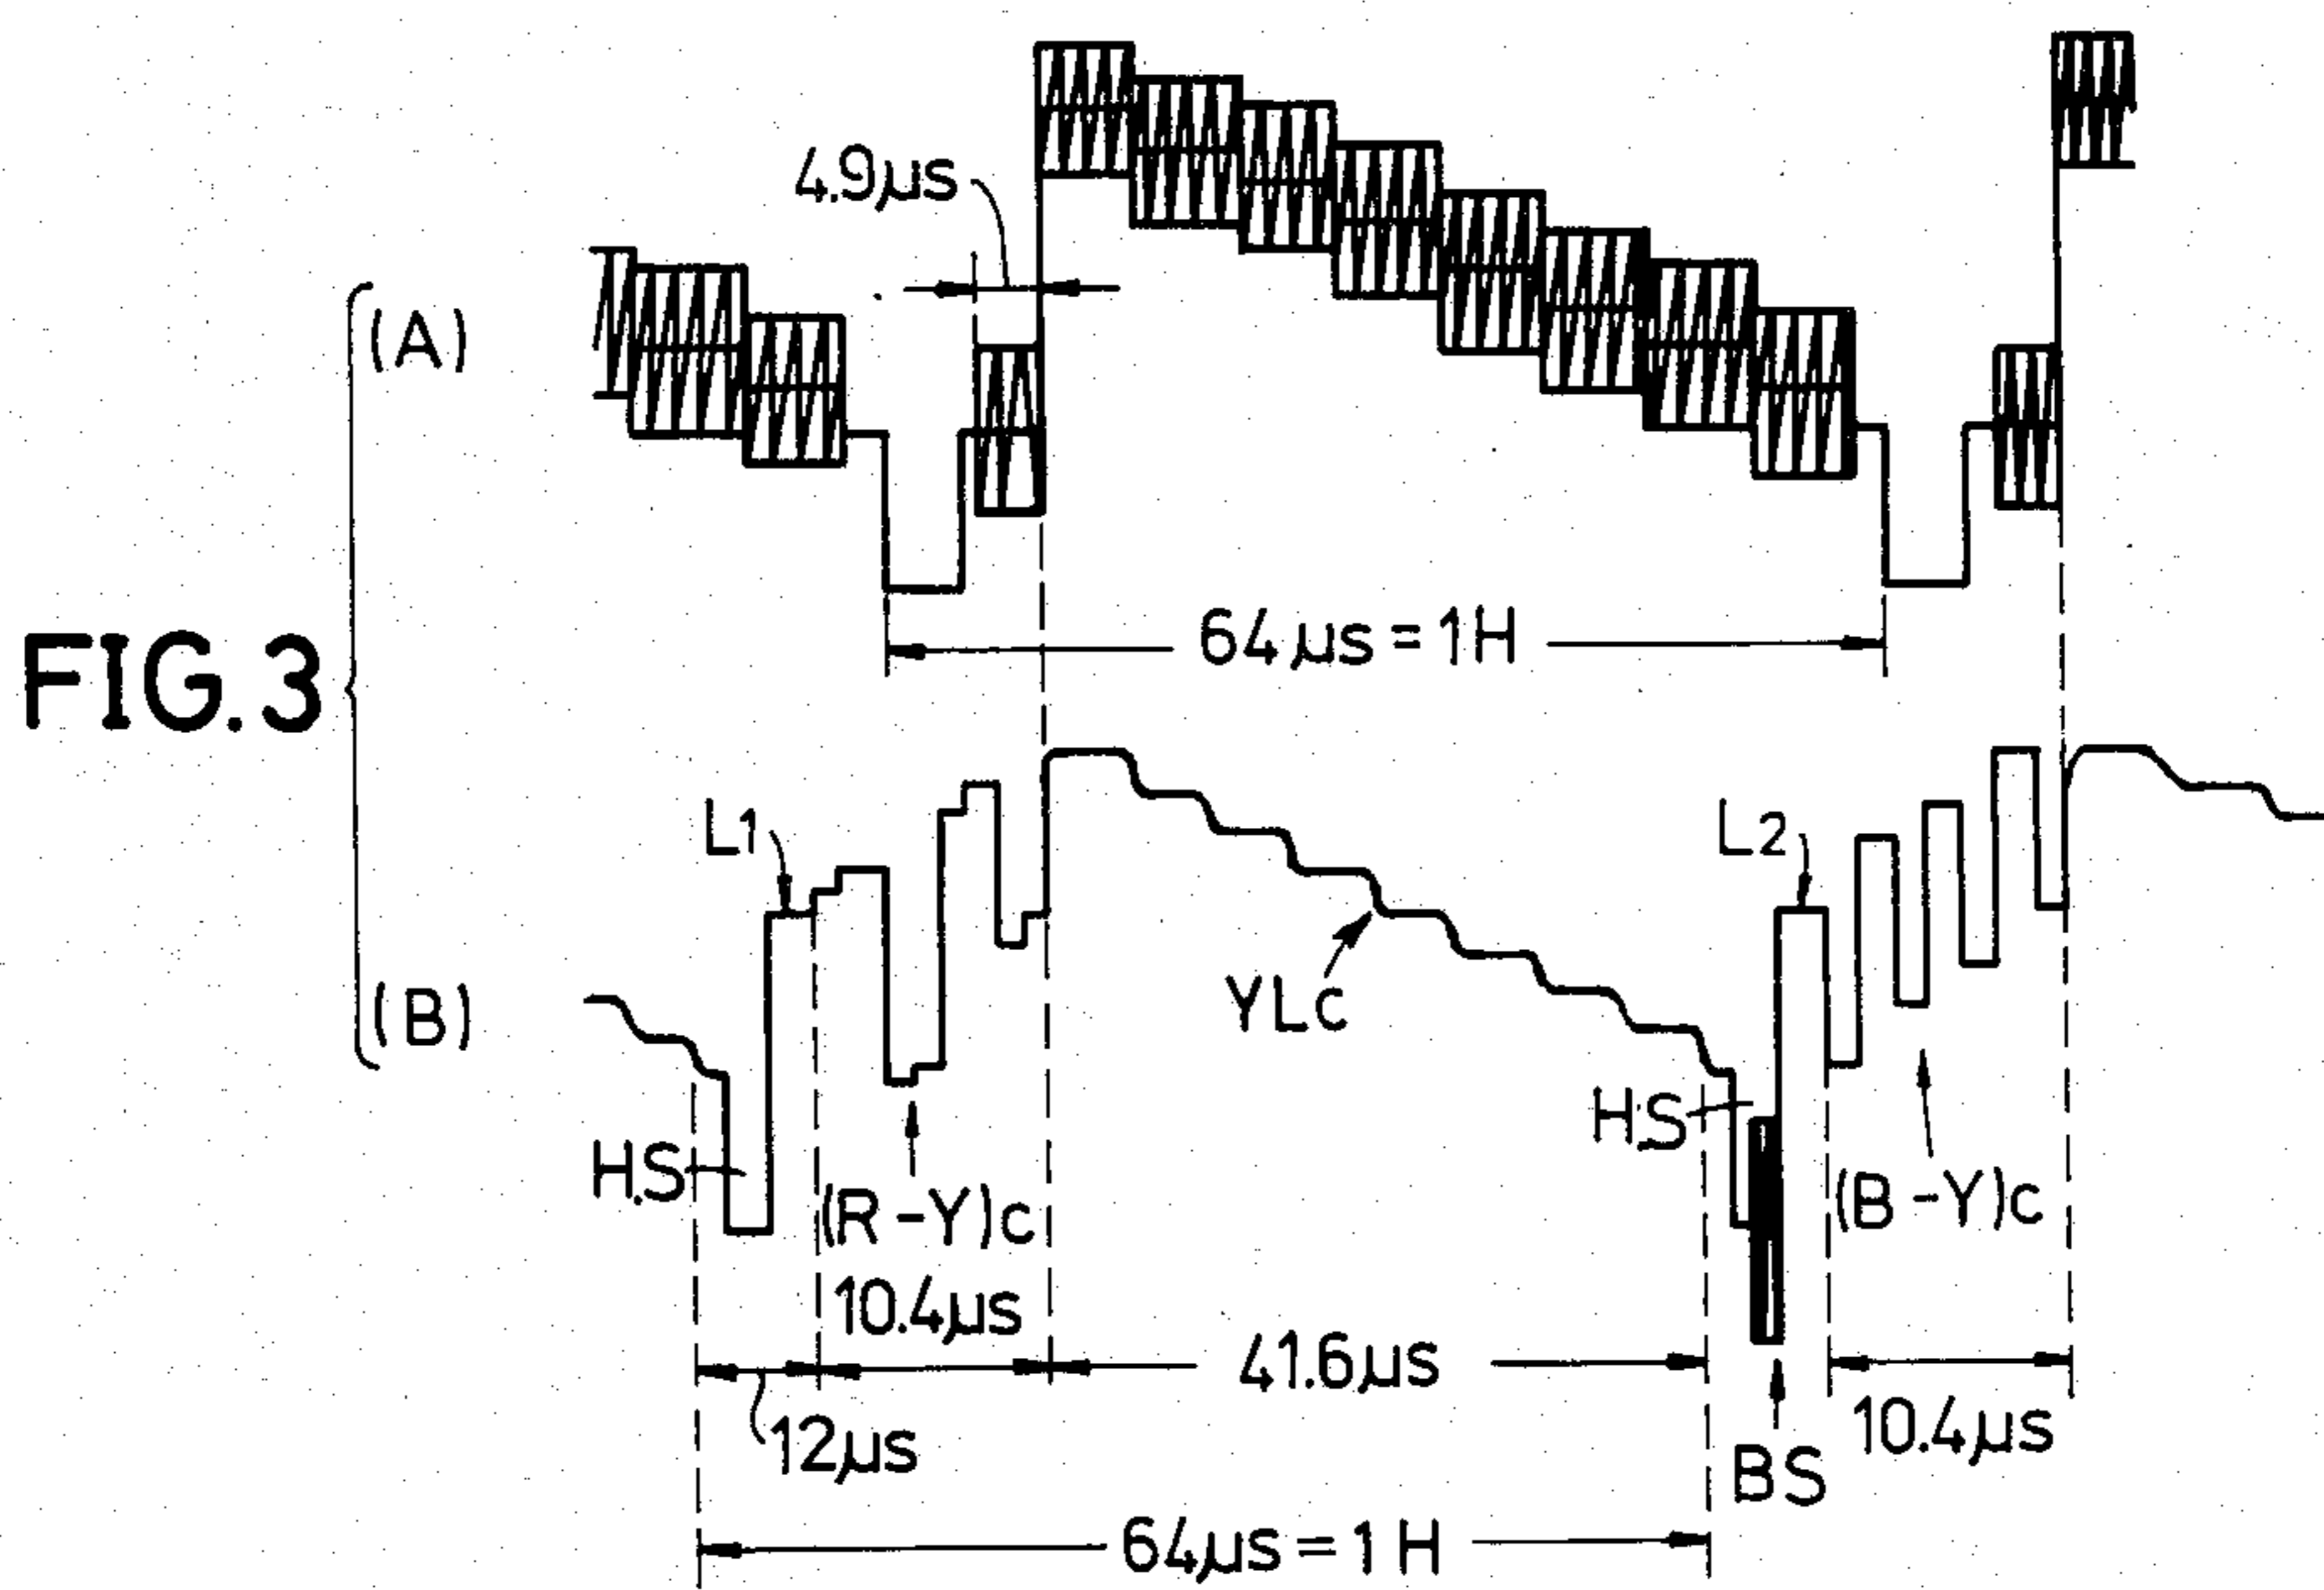 4.9µs
(A)
64µs=1H
FIG.3
L1
L2
YLc
(B)
H.S
H.S
(R-Y)c
(B-Y)c
10.4µs
41.6µs
12µs
10.4µs
BS
64µs=1H